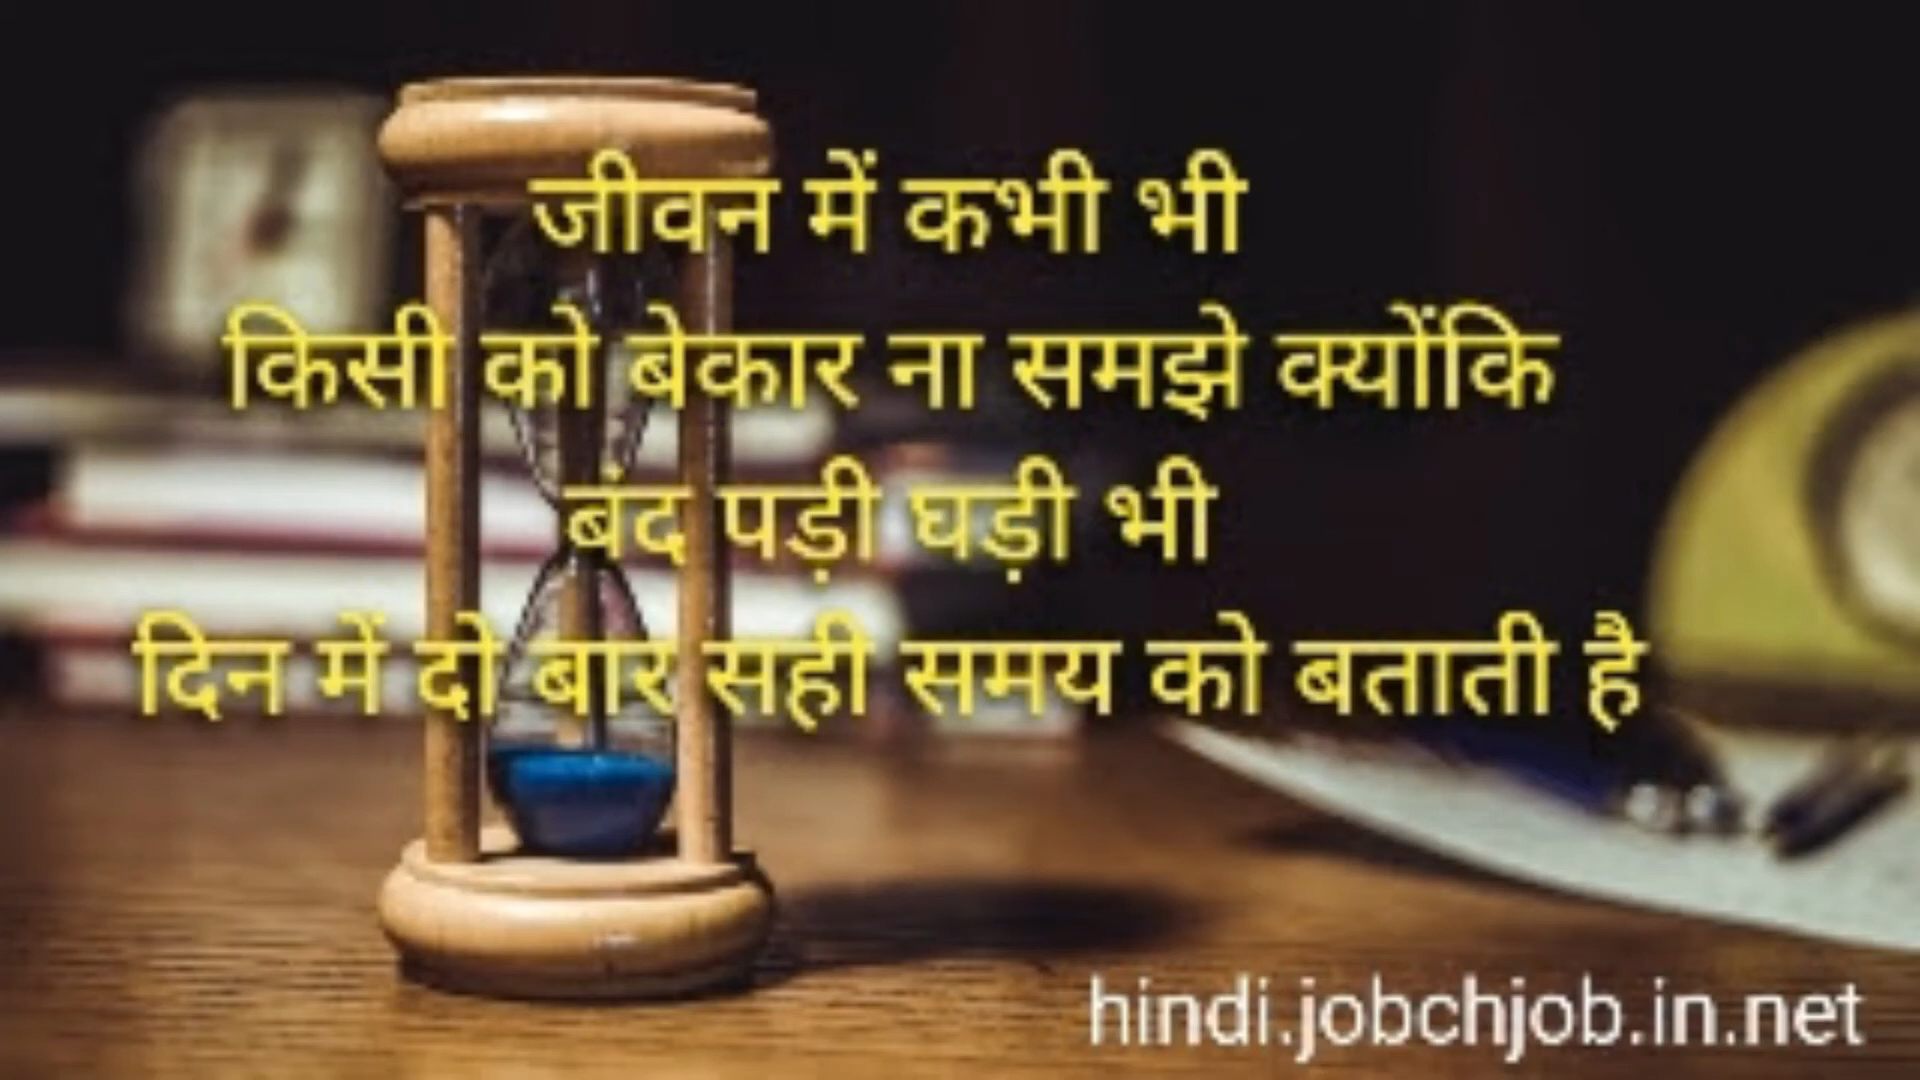 जीवन में कभी भी
किसी को बेकार ना समझे क्योंकि
बंद पड़ी घड़ी भी
दिन में दो बार सही समय को बताती है
hindi.jobchjob.in.net